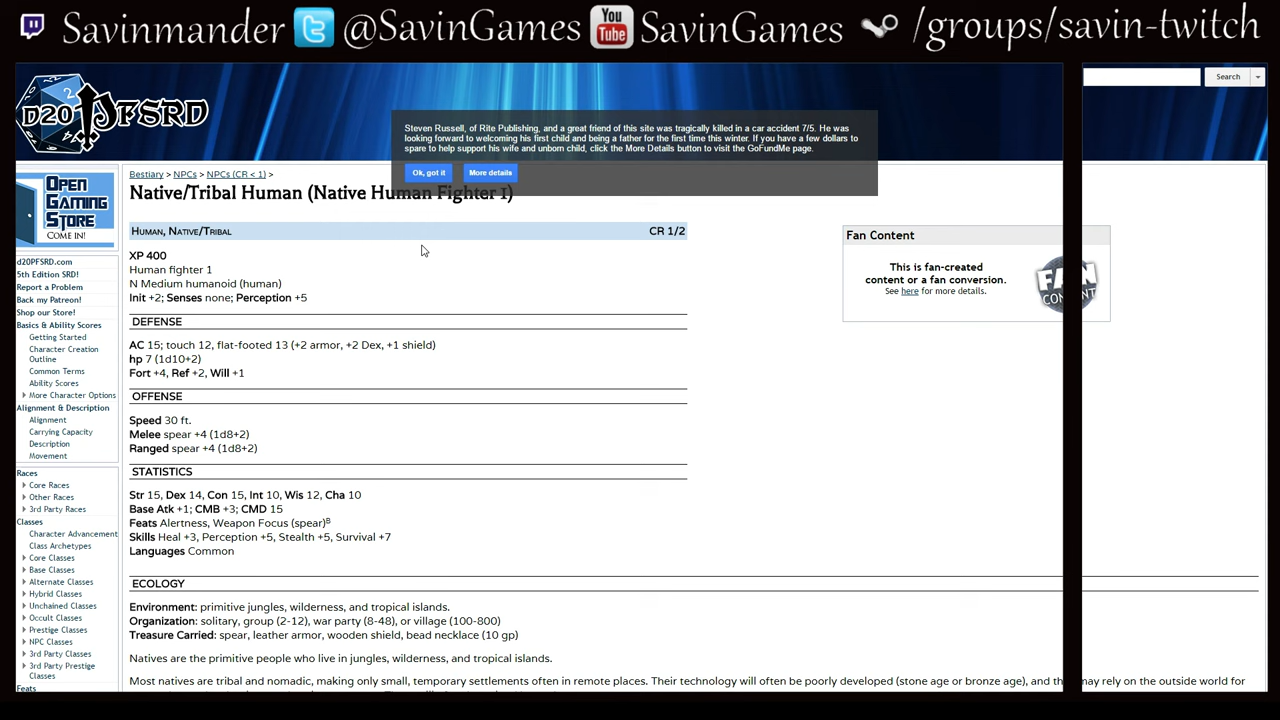 Savinmander @SavinGames You Tube SavinGames /groups/savin-twitch
Search
d20PFSRD
Steven Russell, of Rite Publishing, and a great friend of this site was tragically killed in a car accident 7/5. He was
looking forward to welcoming his first child and being a father for the first time this winter. If you have a few dollars to
spare to help support his wife and unborn child, click the More Details button to visit the GoFundMe page.
Ok, got it More details
OPEN
GAMING
STORE
COME IN!
d20PFSRD.com
5th Edition SRD!
Report a Problem
Back my Patreon!
Shop our Store!
Basics & Ability Scores
Getting Started
Character Creation
Outline
Common Terms
Ability Scores
More Character Options
Alignment & Description
Alignment
Carrying Capacity
Description
Movement
Races
Core Races
Other Races
3rd Party Races
Classes
Character Advancement
Class Archetypes
Core Classes
Base Classes
Alternate Classes
Hybrid Classes
Unchained Classes
Occult Classes
Prestige Classes
NPC Classes
3rd Party Classes
3rd Party Prestige
Classes
Feats
Bestiary > NPCs > NPCs (CR < 1) >
Native/Tribal Human (Native Human Fighter 1)
Human, Native/Tribal CR 1/2
XP 400
Human fighter 1
N Medium humanoid (human)
Init +2; Senses none; Perception +5
DEFENSE
AC 15; touch 12, flat-footed 13 (+2 armor, +2 Dex, +1 shield)
hp 7 (1d10+2)
Fort +4, Ref +2, Will +1
OFFENSE
Speed 30 ft.
Melee spear +4 (1d8+2)
Ranged spear +4 (1d8+2)
STATISTICS
Str 15, Dex 14, Con 15, Int 10, Wis 12, Cha 10
Base Atk +1; CMB +3; CMD 15
Feats Alertness, Weapon Focus (spear)B
Skills Heal +3, Perception +5, Stealth +5, Survival +7
Languages Common
ECOLOGY
Environment: primitive jungles, wilderness, and tropical islands.
Organization: solitary, group (2-12), war party (8-48), or village (100-800)
Treasure Carried: spear, leather armor, wooden shield, bead necklace (10 gp)
Natives are the primitive people who live in jungles, wilderness, and tropical islands.
Most natives are tribal and nomadic, making only small, temporary settlements often in remote places. Their technology will often be poorly developed (stone age or bronze age), and th may rely on the outside world for
Fan Content
This is fan-created
content or a fan conversion.
See here for more details.
FAN
CONTENT